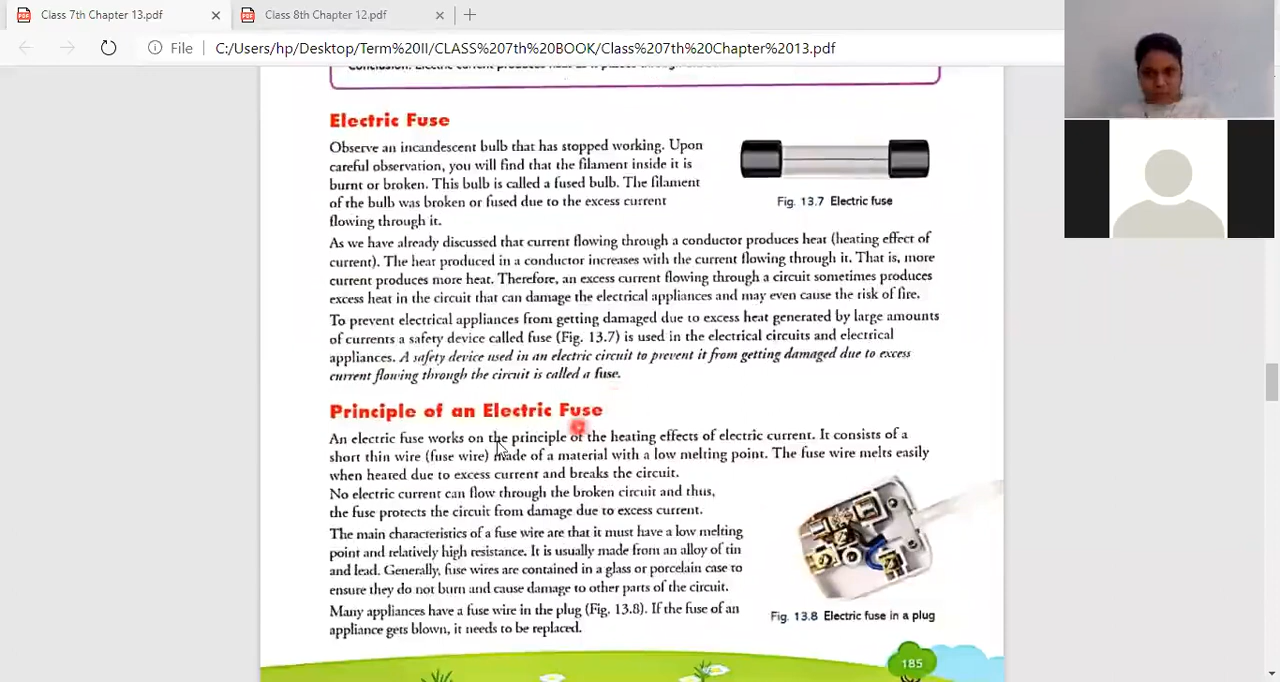 Class 7th Chapter 13.pdf
Class 8th Chapter 12.pdf
File
C:/Users/hp/Desktop/Term%20II/CLASS%207th%20BOOK/Class%207th%20Chapter%2013.pdf
Electric Fuse
Observe an incandescent bulb that has stopped working. Upon
careful observation, you will find that the filament inside it is
burnt or broken. This bulb is called a fused bulb. The filament
of the bulb was broken or fused due to the excess current
flowing through it.
Fig. 13.7 Electric fuse
As we have already discussed that current flowing through a conductor produces heat (heating effect of
current). The heat produced in a conductor increases with the current flowing through it. That is, more
current produces more heat. Therefore, an excess current flowing through a circuit sometimes produces
excess heat in the circuit that can damage the electrical appliances and may even cause the risk of fire.
To prevent electrical appliances from getting damaged due to excess heat generated by large amounts
of currents a safety device called fuse (Fig. 13.7) is used in the electrical circuits and electrical
appliances. A safety device used in an electric circuit to prevent it from getting damaged due to excess
current flowing through the circuit is called a fuse.
Principle of an Electric Fuse
An electric fuse works on the principle of the heating effects of electric current. It consists of a
short thin wire (fuse wire) made of a material with a low melting point. The fuse wire melts easily
when heared due to excess current and breaks the circuit.
No electric current can flow through the broken circuit and thus,
the fuse protects the circuit from damage due to excess current.
The main characteristics of a fuse wire are that it must have a low melting
point and relatively high resistance. It is usually made from an alloy of tin
and lead. Generally, fuse wires are contained in a glass or porcelain case to
ensure they do not burn and cause damage to other parts of the circuit.
Many appliances have a fuse wire in the plug (Fig. 13.8). If the fuse of an
appliance gets blown, it needs to be replaced.
Fig. 13.8 Electric fuse in a plug
185